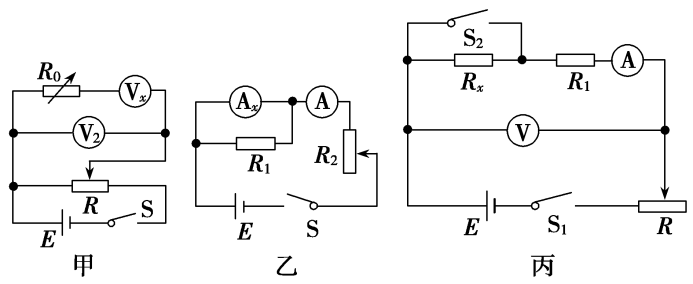 R₀
Vₓ
V₂
R
S
E
甲
Aₓ
A
R₁
R₂
E
S
乙
S₂
Rₓ
R₁
A
V
E
S₁
R
丙